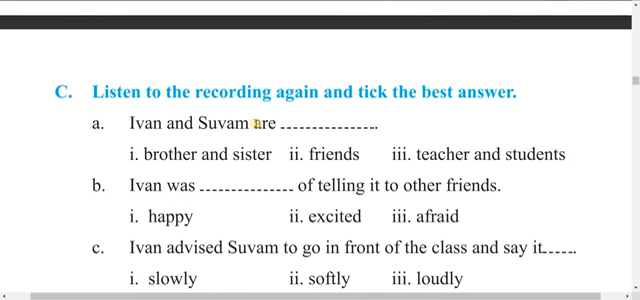 C. Listen to the recording again and tick the best answer.
a. Ivan and Suvam are ---------------.
i. brother and sister ii. friends iii. teacher and students
b. Ivan was --------------- of telling it to other friends.
i. happy ii. excited iii. afraid
c. Ivan advised Suvam to go in front of the class and say it-----.
i. slowly ii. softly iii. loudly